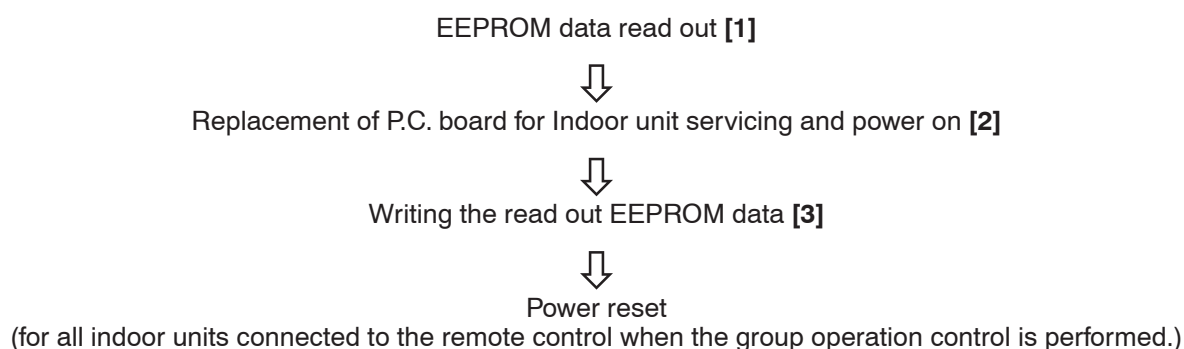 EEPROM data read out [1]
Replacement of P.C. board for Indoor unit servicing and power on [2]
Writing the read out EEPROM data [3]
Power reset
(for all indoor units connected to the remote control when the group operation control is performed.)